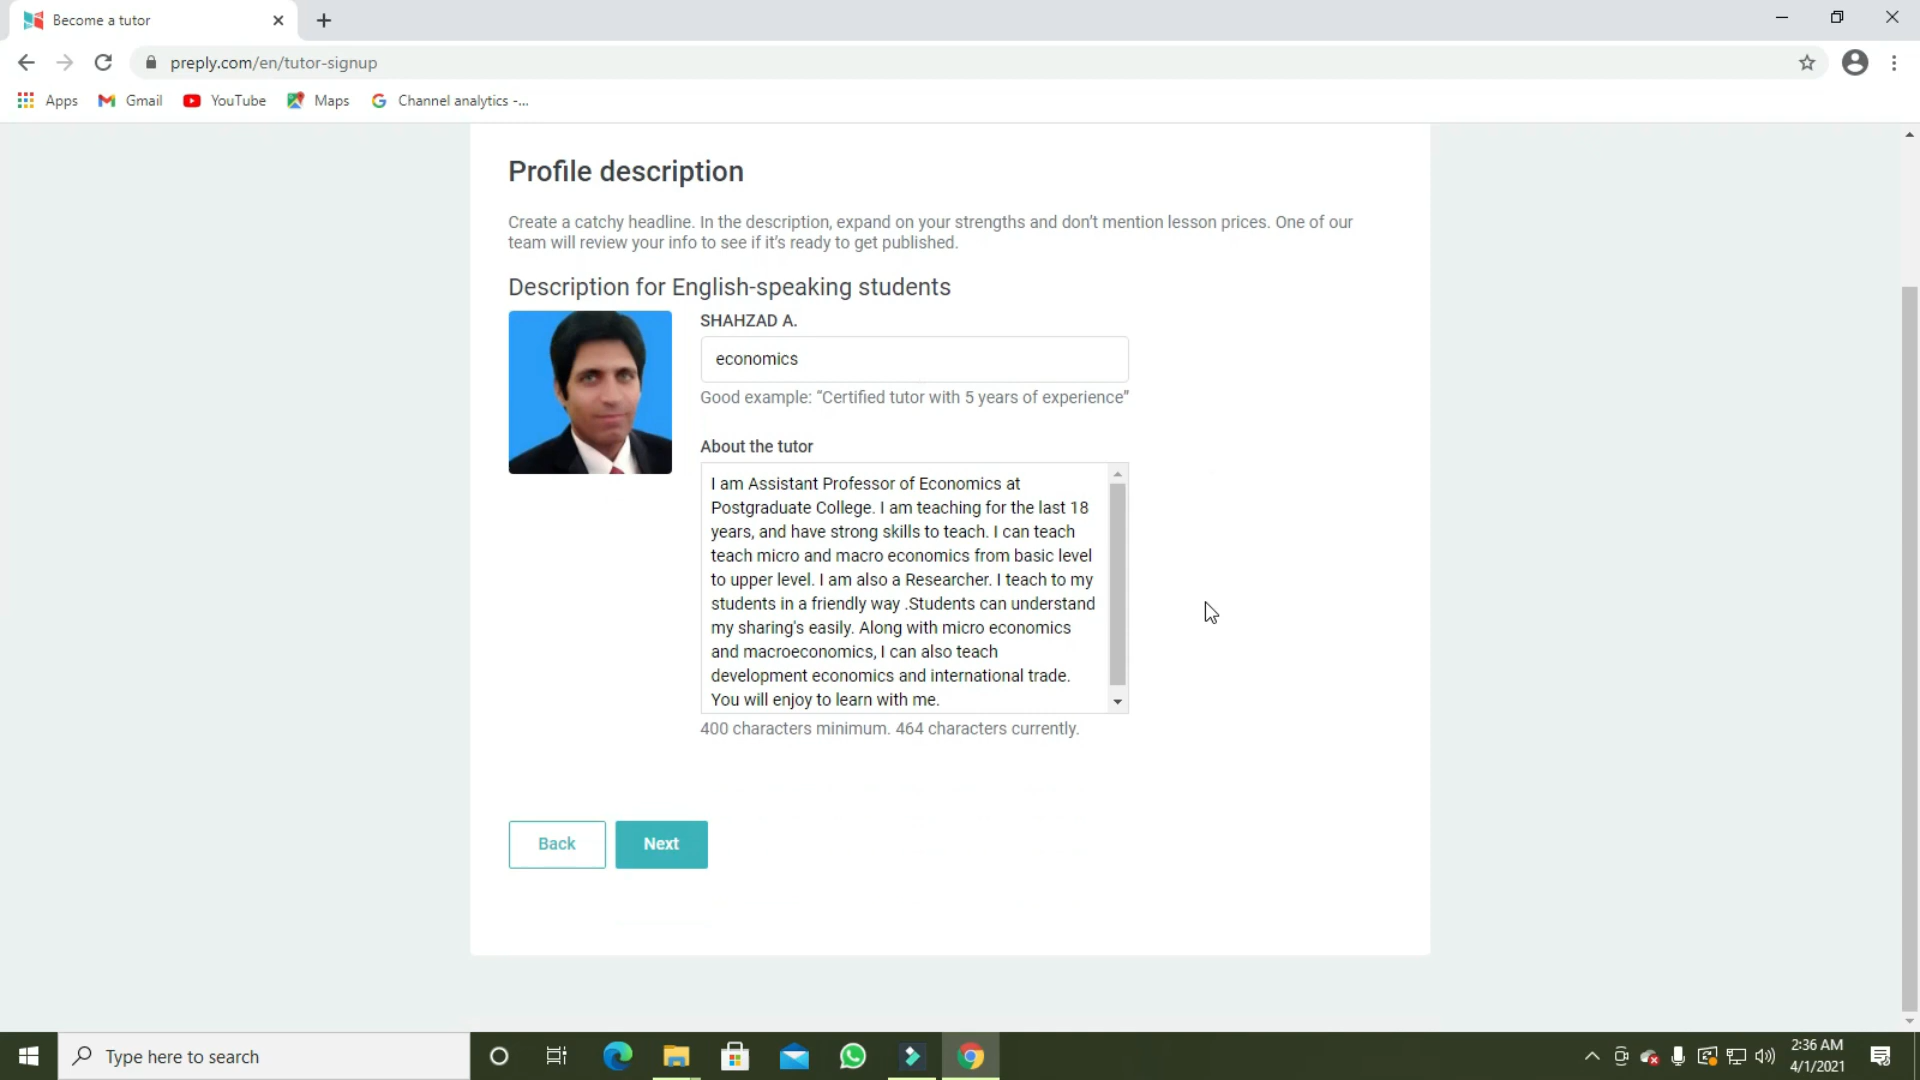 Become a tutor
preply.com/en/tutor-signup
Apps Gmail YouTube Maps Channel analytics -...
Profile description
Create a catchy headline. In the description, expand on your strengths and don't mention lesson prices. One of our
team will review your info to see if it's ready to get published.
Description for English-speaking students
SHAHZAD A.
economics
Good example: “Certified tutor with 5 years of experience”
About the tutor
I am Assistant Professor of Economics at
Postgraduate College. I am teaching for the last 18
years, and have strong skills to teach. I can teach
teach micro and macro economics from basic level
to upper level. I am also a Researcher. I teach to my
students in a friendly way .Students can understand
my sharing's easily. Along with micro economics
and macroeconomics, I can also teach
development economics and international trade.
You will enjoy to learn with me.
400 characters minimum. 464 characters currently.
Back Next
Type here to search
2:36 AM
4/1/2021